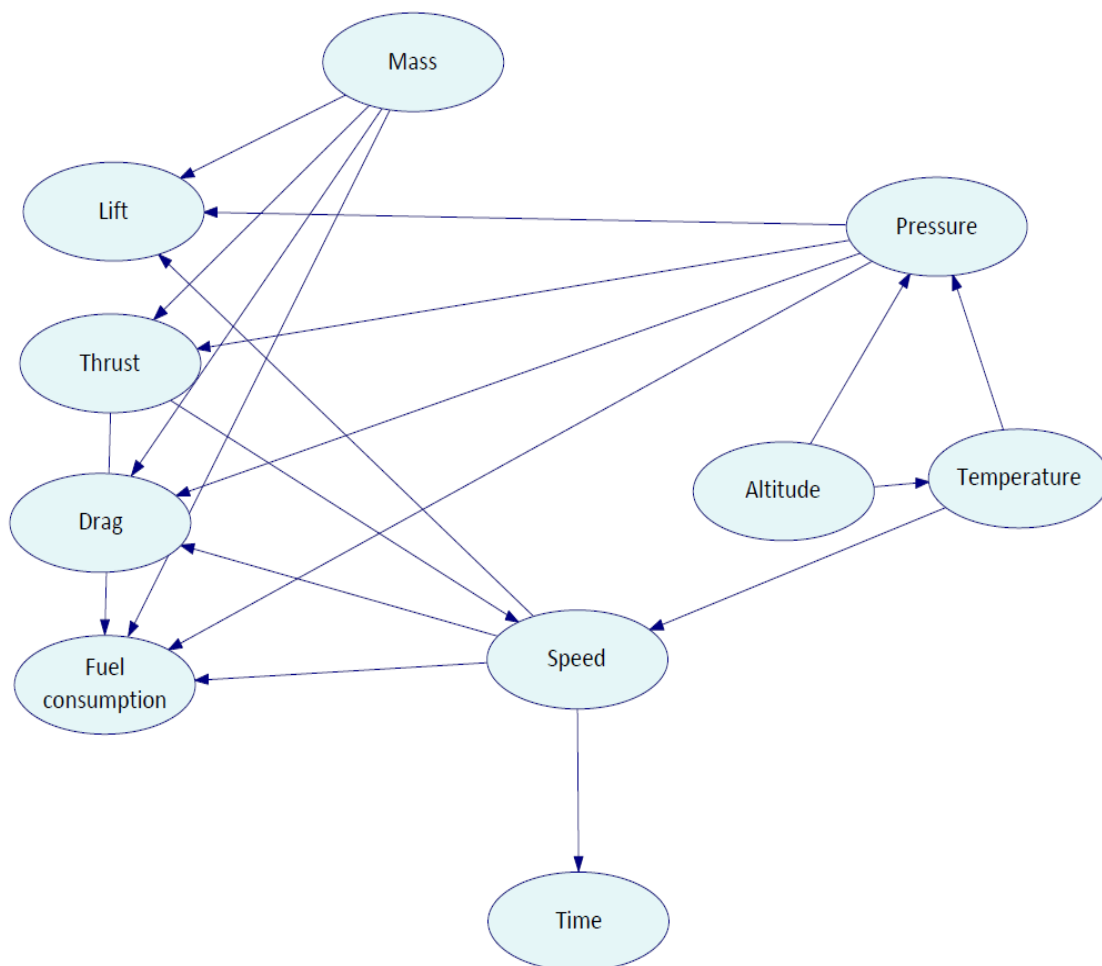 Mass
Lift
Pressure
Thrust
Altitude
Temperature
Drag
Speed
Fuel
consumption
Time